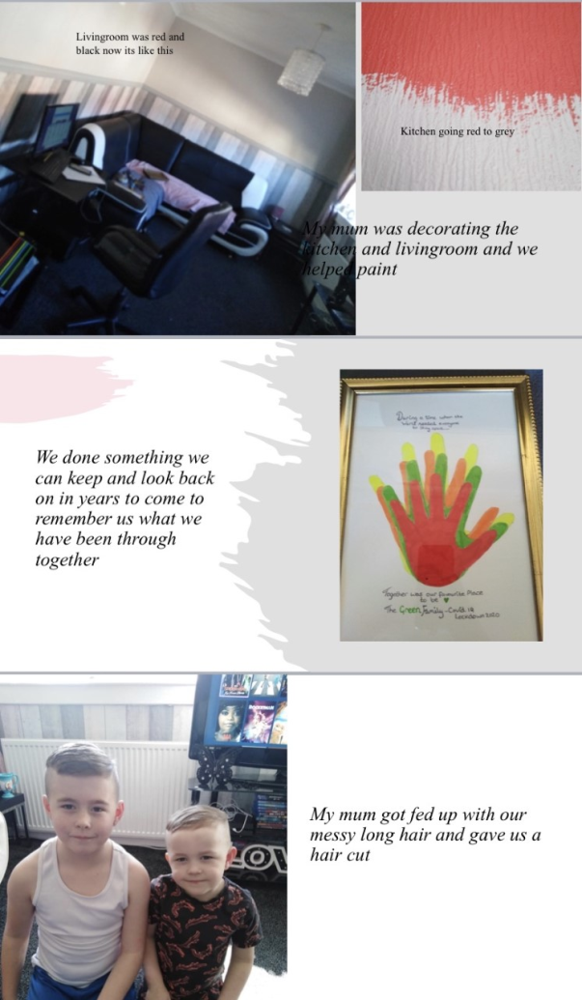 Livingroom was red and
black now its like this
Kitchen going red to grey
My mum was decorating the
kitchen and livingroom and we
helped paint
We done something we
can keep and look back
on in years to come to
remember us what we
have been through
together
During a time when the
world needed everyone
to stay home...
Together was our favourite Place
to be
The Green Family - Covid 19
Lockdown 2020
My mum got fed up with our
messy long hair and gave us a
hair cut